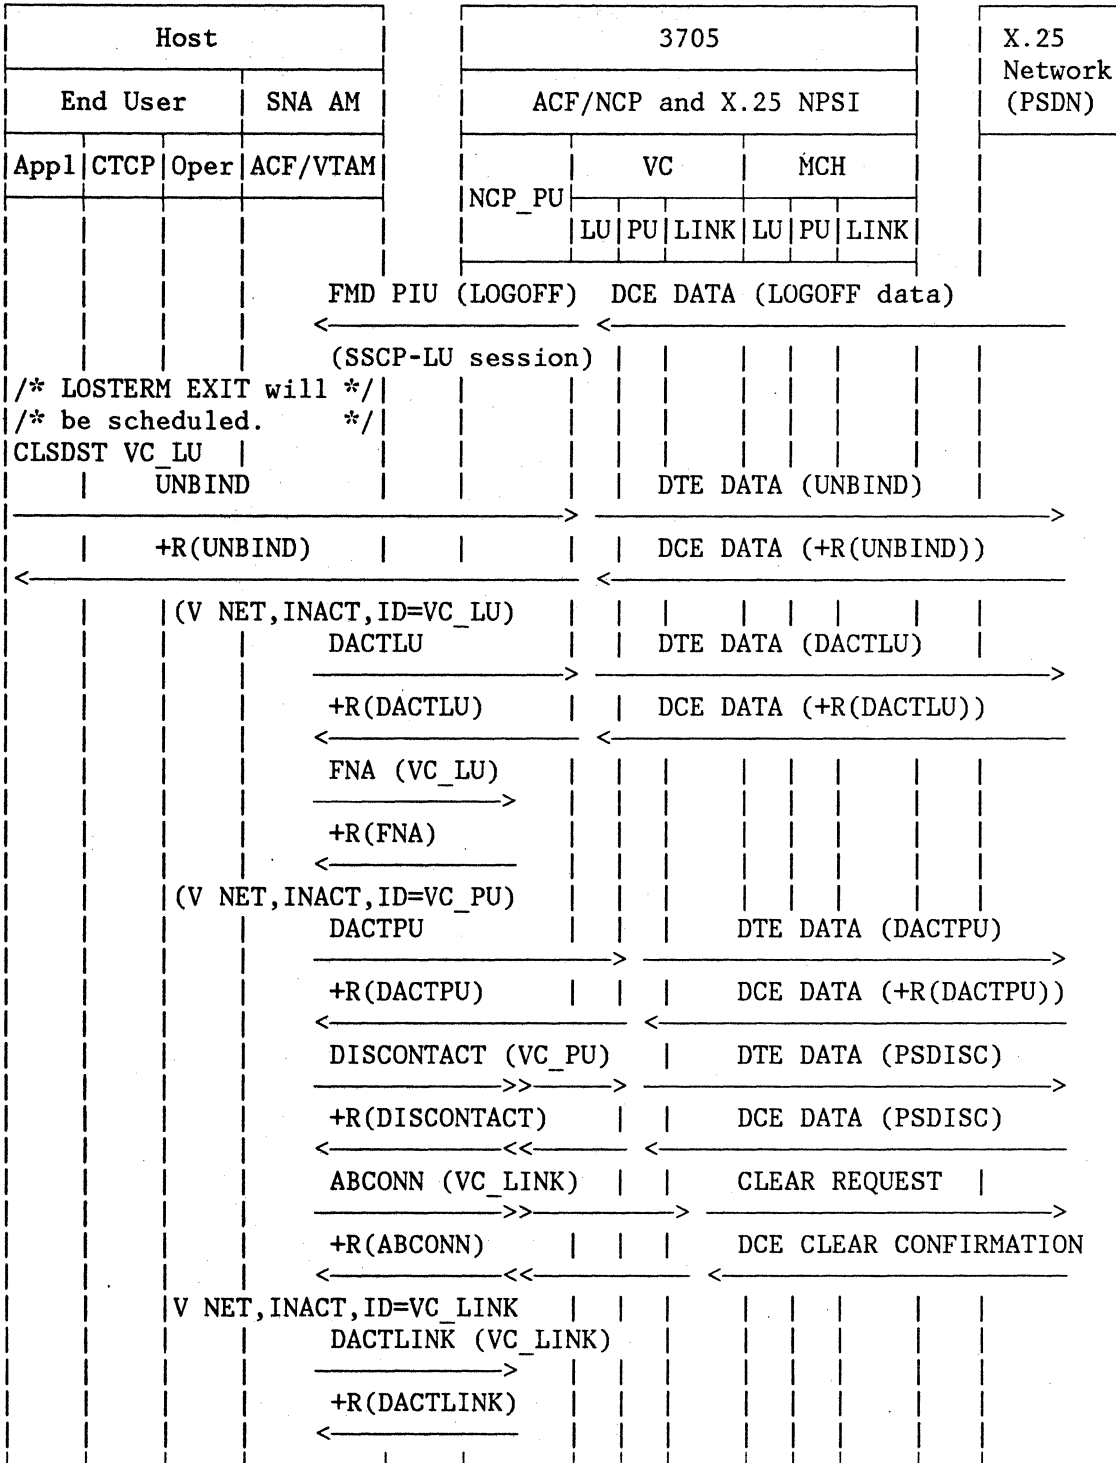 Host 3705 X.25
Network
End User SNA AM ACF/NCP and X.25 NPSI (PSDN)
Appl CTCP Oper ACF/VTAM VC MCH
NCP_PU
LU PU LINK LU PU LINK
FMD PIU (LOGOFF) DCE DATA (LOGOFF data)
(SSCP-LU session)
/* LOSTERM EXIT will */
/* be scheduled. */
CLSDST VC_LU
UNBIND DTE DATA (UNBIND)
+R(UNBIND) DCE DATA (+R(UNBIND))
(V NET,INACT,ID=VC_LU)
DACTLU DTE DATA (DACTLU)
+R(DACTLU) DCE DATA (+R(DACTLU))
FNA (VC_LU)
+R(FNA)
(V NET,INACT,ID=VC_PU)
DACTPU DTE DATA (DACTPU)
+R(DACTPU) DCE DATA (+R(DACTPU))
DISCONTACT (VC_PU) DTE DATA (PSDISC)
+R(DISCONTACT) DCE DATA (PSDISC)
ABCONN (VC_LINK) CLEAR REQUEST
+R(ABCONN) DCE CLEAR CONFIRMATION
V NET,INACT,ID=VC_LINK
DACTLINK (VC_LINK)
+R(DACTLINK)